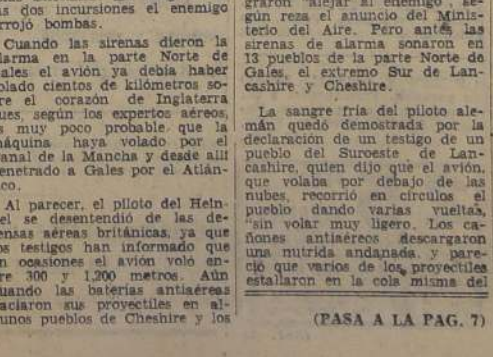 as dos incursiones el enemigo
rrojó bombas.
Cuando las sirenas dieron la
larma en la parte Norte de
ales el avión ya debía haber
olado cientos de kilómetros so-
re el corazón de Inglaterra
ues, según los expertos aéreos,
s muy poco probable que la
áquina haya volado por el
anal de la Mancha y desde allí
enetrado a Gales por el Atlán-
co.
Al parecer, el piloto del Hein-
el se desentendió de las de-
ensas aéreas británicas, ya que
os testigos han informado que
n ocasiones el avión voló en-
re 300 y 1,200 metros. Aún
uando las baterías antiaéreas
aciaron sus proyectiles en al-
unos pueblos de Cheshire y los
graron "alejar al enemigo", se-
gún reza el anuncio del Minis-
terio del Aire. Pero antes las
sirenas de alarma sonaron en
13 pueblos de la parte Norte de
Gales, el extremo Sur de Lan-
cashire y Cheshire.
La sangre fría del piloto ale-
mán quedó demostrada por la
declaración de un testigo de un
pueblo del Suroeste de Lan-
cashire, quien dijo que el avión,
que volaba por debajo de las
nubes, recorrió en círculos el
pueblo dando varias vueltas,
"sin volar muy ligero. Los ca-
ñones antiaéreos descargaron
una nutrida andanada, y pare-
ció que varios de los proyectiles
estallaron en la cola misma del
(PASA A LA PAG. 7)